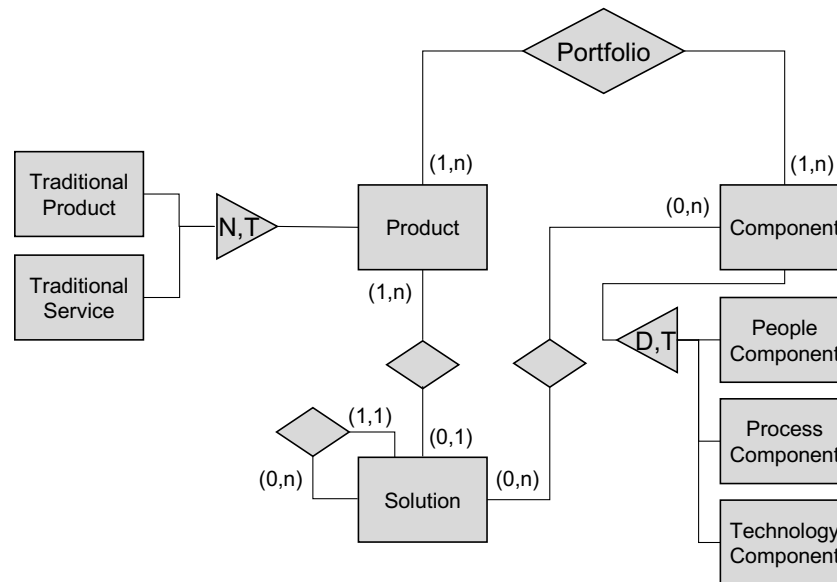 Portfolio
(1,n)
(1,n)
Traditional
Product
N,T
Product
(0,n)
Component
Traditional
Service
(1,n)
People
Component
D,T
(1,1)
(0,1)
Process
Component
(0,n)
Solution
(0,n)
Technology
Component